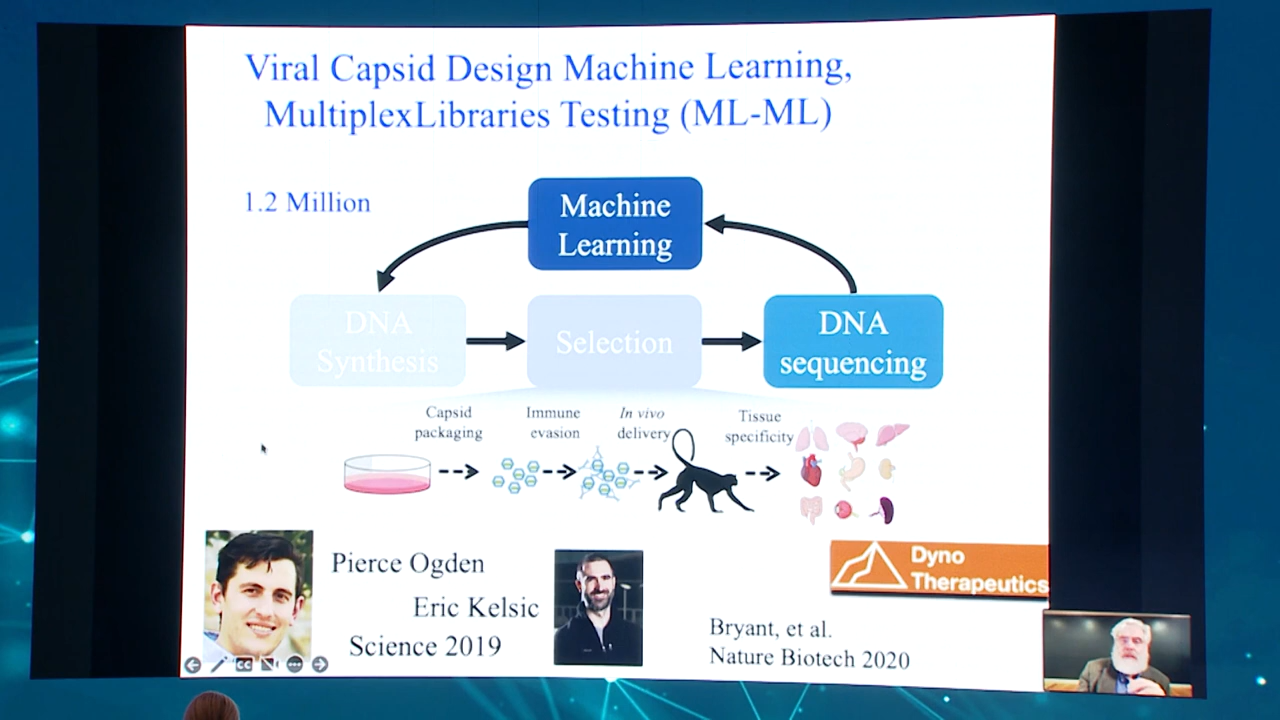 Viral Capsid Design Machine Learning,
MultiplexLibraries Testing (ML-ML)
1.2 Million
Machine
Learning
DNA
Synthesis
Selection
DNA
sequencing
Capsid
packaging
Immune
evasion
In vivo
delivery
Tissue
specificity
Pierce Ogden
Eric Kelsic
Science 2019
Dyno
Therapeutics
Bryant, et al.
Nature Biotech 2020
CC